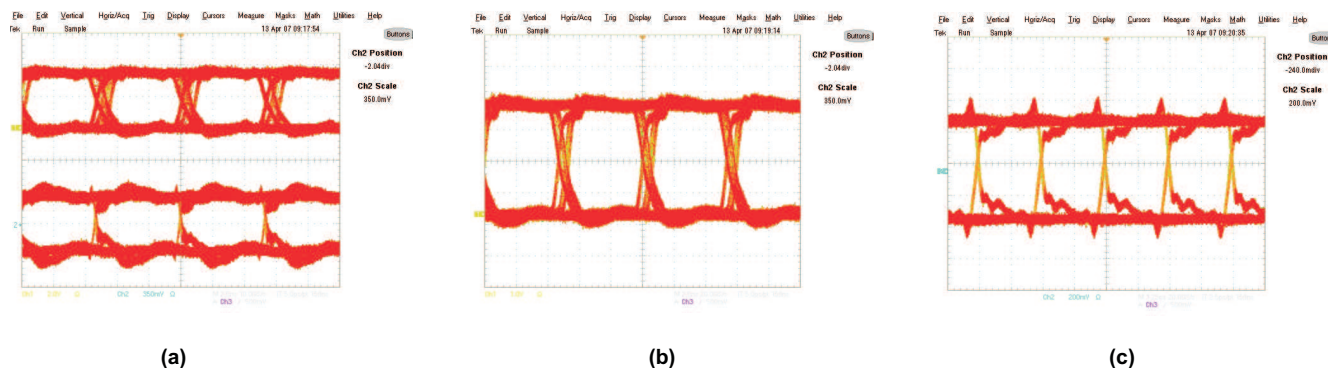 File Edit Vertical Horiz/Acq Trig Display Cursors Measure Masks Math Utilities Help
Tek Run Sample 13 Apr 07 09:17:54
Buttons
Ch2 Position
-2.04div
Ch2 Scale
350.0mV
Ch2 350mV Ω
Ch3
(a)
File Edit Vertical Horiz/Acq Trig Display Cursors Measure Masks Math Utilities Help
Tek Run Sample 13 Apr 07 09:19:14
Buttons
Ch2 Position
-2.04div
Ch2 Scale
350.0mV
Ch3
(b)
File Edit Vertical Horiz/Acq Trig Display Cursors Measure Masks Math Utilities Help
Tek Run Sample 13 Apr 07 09:20:35
Ch2 Position
-240.0mdiv
Ch2 Scale
200.0mV
Ch2 200mV Ω
Ch3
(c)